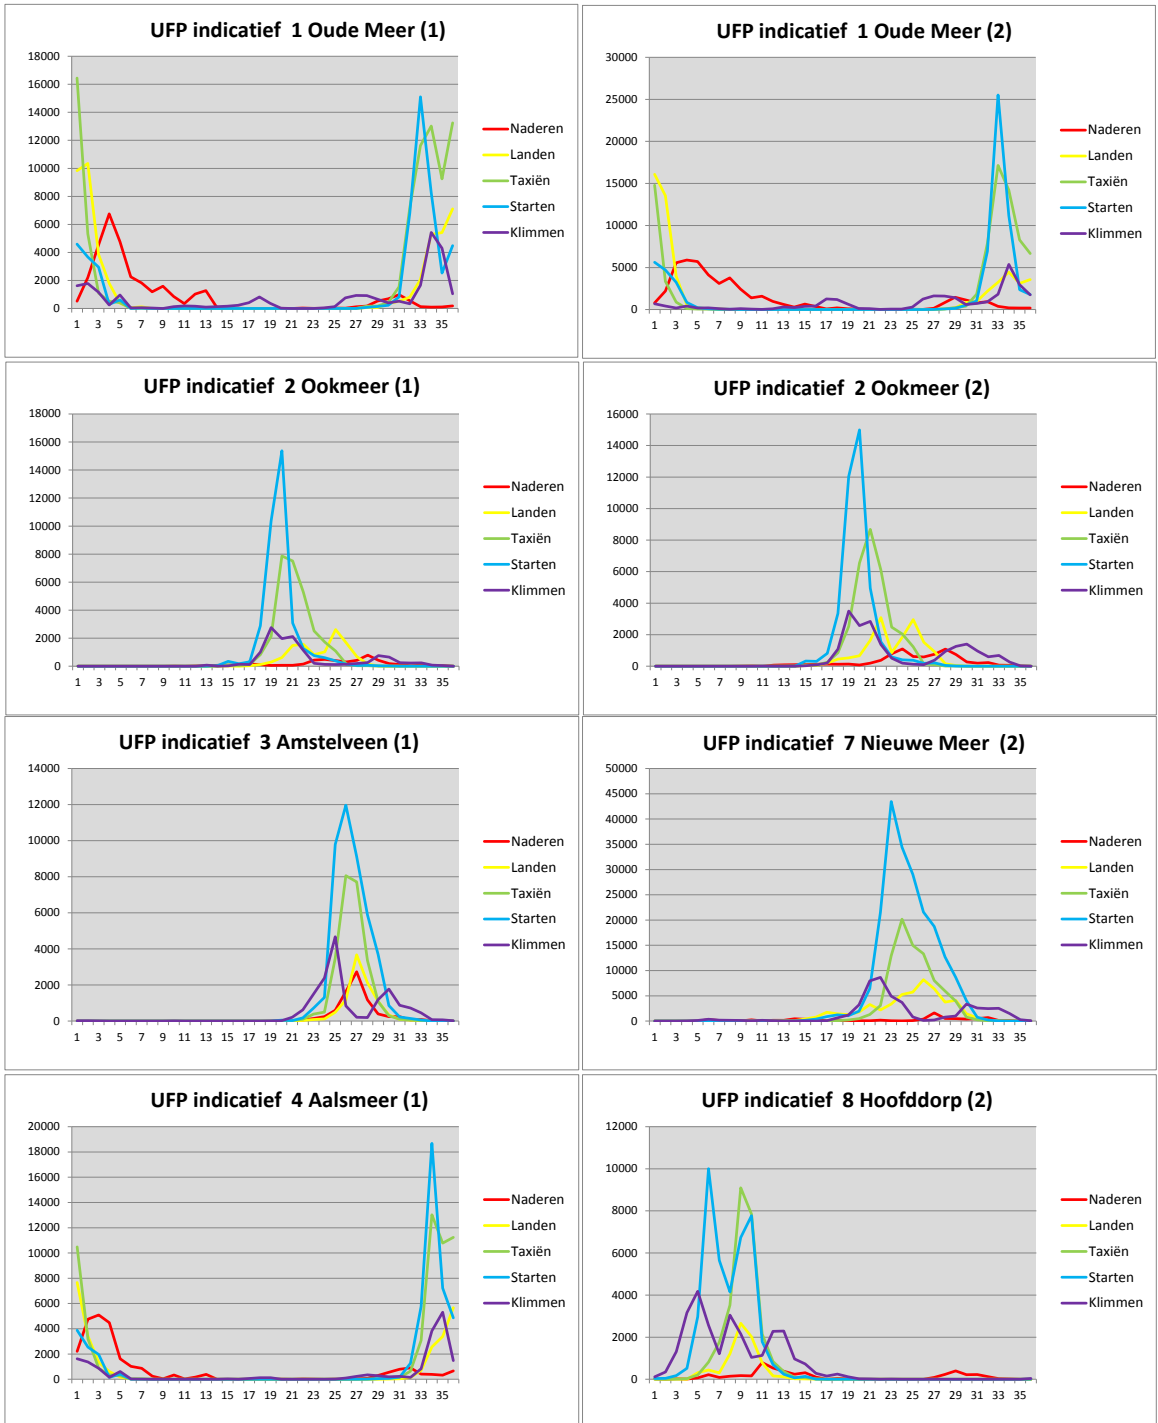 UFP indicatief 1 Oude Meer (1)
18000
16000
14000
12000
10000
8000
6000
4000
2000
0
1 3 5 7 9 11 13 15 17 19 21 23 25 27 29 31 33 35
Naderen
Landen
Taxiën
Starten
Klimmen
UFP indicatief 1 Oude Meer (2)
30000
25000
20000
15000
10000
5000
0
1 3 5 7 9 11 13 15 17 19 21 23 25 27 29 31 33 35
Naderen
Landen
Taxiën
Starten
Klimmen
UFP indicatief 2 Ookmeer (1)
18000
16000
14000
12000
10000
8000
6000
4000
2000
0
1 3 5 7 9 11 13 15 17 19 21 23 25 27 29 31 33 35
Naderen
Landen
Taxiën
Starten
Klimmen
UFP indicatief 2 Ookmeer (2)
16000
14000
12000
10000
8000
6000
4000
2000
0
1 3 5 7 9 11 13 15 17 19 21 23 25 27 29 31 33 35
Naderen
Landen
Taxiën
Starten
Klimmen
UFP indicatief 3 Amstelveen (1)
14000
12000
10000
8000
6000
4000
2000
0
1 3 5 7 9 11 13 15 17 19 21 23 25 27 29 31 33 35
Naderen
Landen
Taxiën
Starten
Klimmen
UFP indicatief 7 Nieuwe Meer (2)
50000
45000
40000
35000
30000
25000
20000
15000
10000
5000
0
1 3 5 7 9 11 13 15 17 19 21 23 25 27 29 31 33 35
Naderen
Landen
Taxiën
Starten
Klimmen
UFP indicatief 4 Aalsmeer (1)
20000
18000
16000
14000
12000
10000
8000
6000
4000
2000
0
1 3 5 7 9 11 13 15 17 19 21 23 25 27 29 31 33 35
Naderen
Landen
Taxiën
Starten
Klimmen
UFP indicatief 8 Hoofddorp (2)
12000
10000
8000
6000
4000
2000
0
1 3 5 7 9 11 13 15 17 19 21 23 25 27 29 31 33 35
Naderen
Landen
Taxiën
Starten
Klimmen